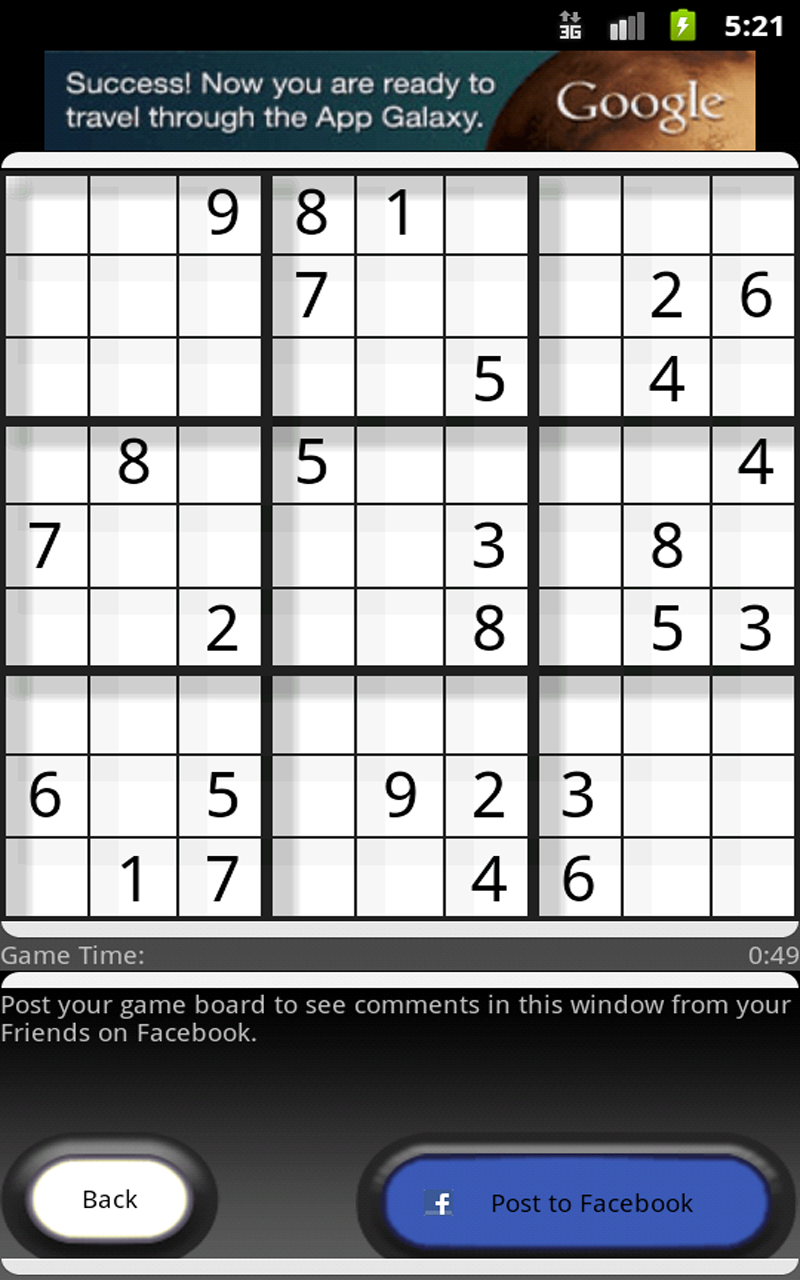 3G 5:21
Success! Now you are ready to
travel through the App Galaxy.
Google
9 8 1
7 2 6
5 4
8 5 4
7 3 8
2 8 5 3
6 5 9 2 3
1 7 4 6
Game Time: 0:49
Post your game board to see comments in this window from your
Friends on Facebook.
Back
f Post to Facebook